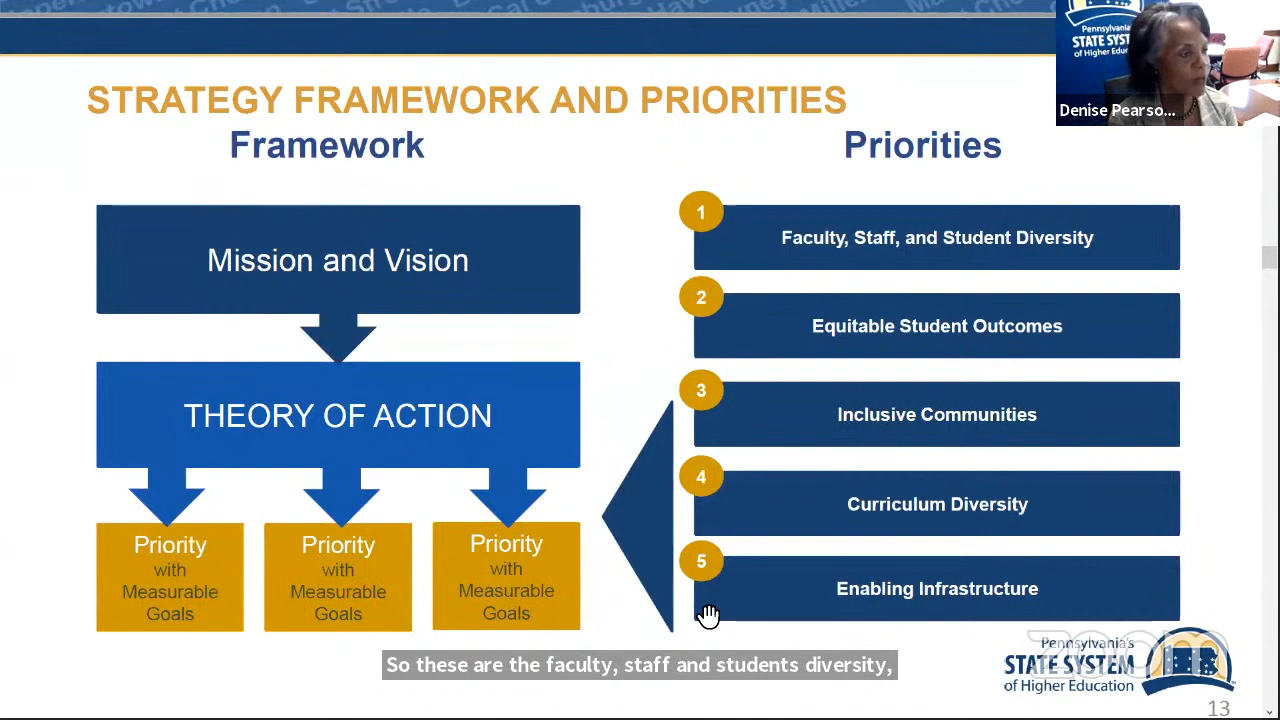 Pennsylvania's
STATE SYSTEM
of Higher Education
Denise Pearso...
STRATEGY FRAMEWORK AND PRIORITIES
Framework
Mission and Vision
THEORY OF ACTION
Priority
with
Measurable
Goals
Priority
with
Measurable
Goals
Priority
with
Measurable
Goals
Priorities
1
Faculty, Staff, and Student Diversity
2
Equitable Student Outcomes
3
Inclusive Communities
4
Curriculum Diversity
5
Enabling Infrastructure
So these are the faculty, staff and students diversity,
zoom
Pennsylvania's
STATE SYSTEM
of Higher Education
13